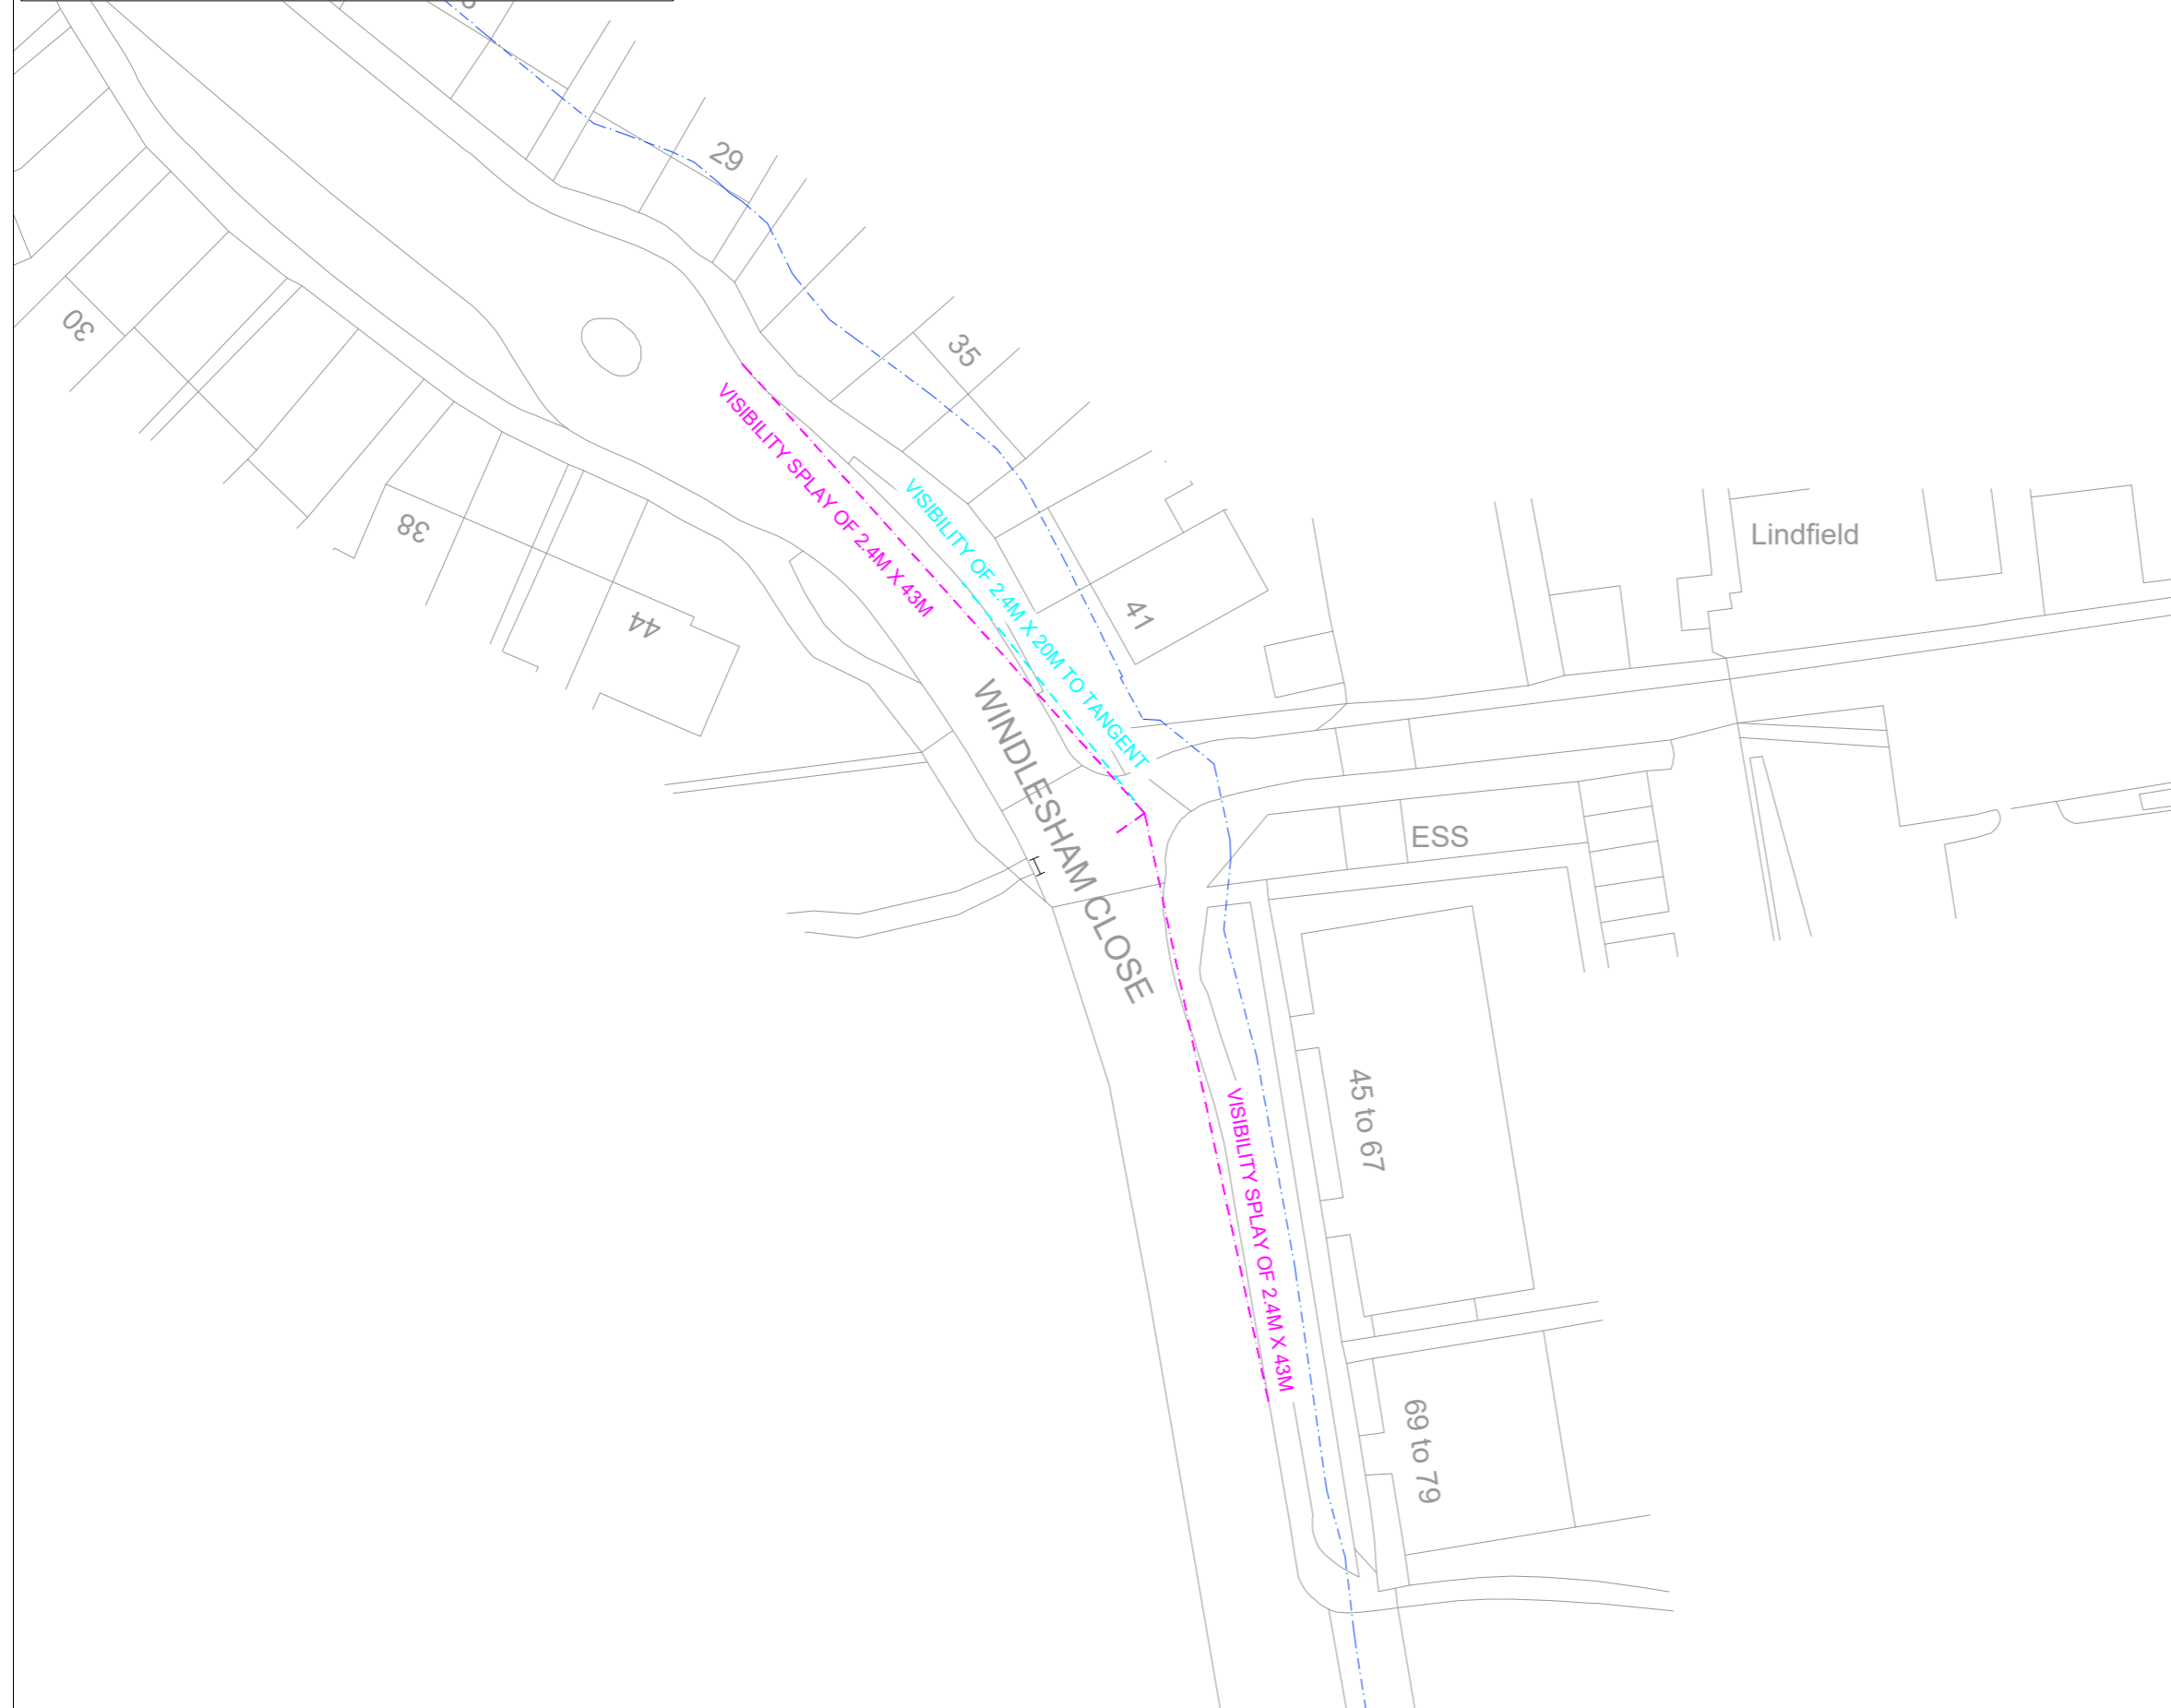 29
35
30
VISIBILITY SPLAY OF 2.4M X 43M
VISIBILITY OF 2.4M X 20M TO TANGENT
38
Lindfield
41
44
WINDLESHAM CLOSE
ESS
45 to 67
VISIBILITY SPLAY OF 2.4M X 43M
69 to 79